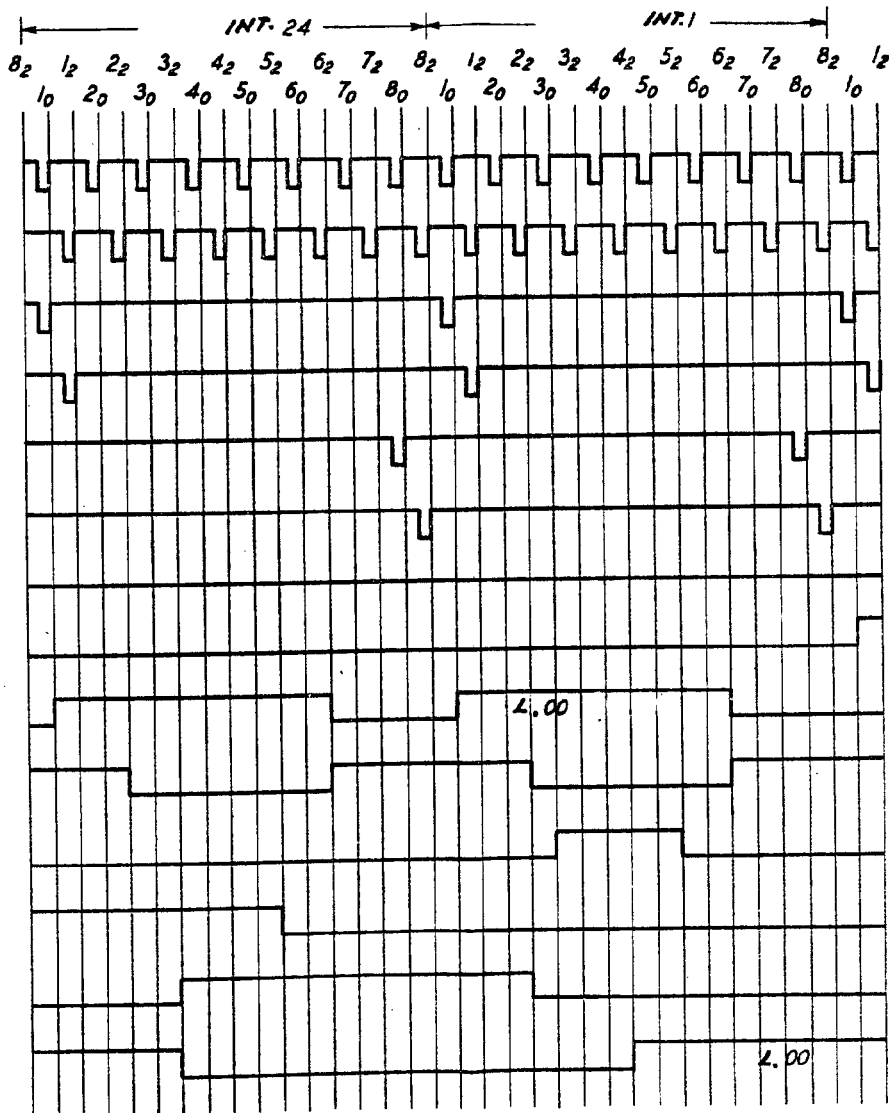 INT. 24 INT. 1
8₂ 1₂ 2₂ 3₂ 4₂ 5₂ 6₂ 7₂ 8₂ 1₂ 2₂ 3₂ 4₂ 5₂ 6₂ 7₂ 8₂ 1₂
1₀ 2₀ 3₀ 4₀ 5₀ 6₀ 7₀ 8₀ 1₀ 2₀ 3₀ 4₀ 5₀ 6₀ 7₀ 8₀ 1₀
L.00
L.00